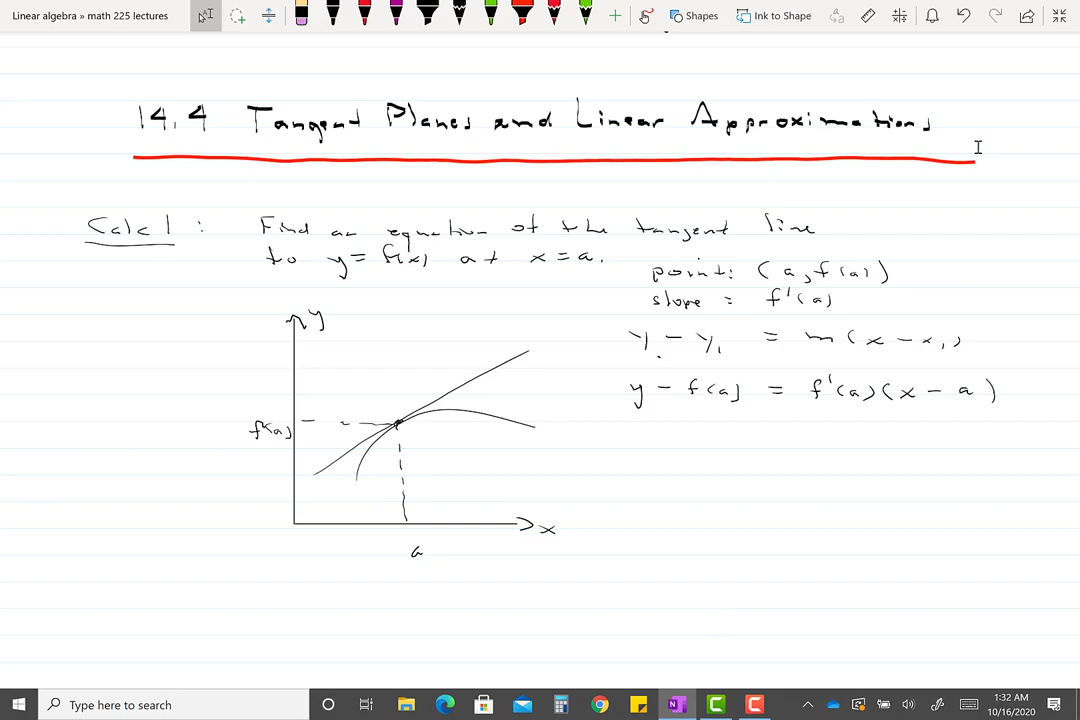 Linear algebra » math 225 lectures
Shapes
Ink to Shape
14.4 Tangent Planes and Linear Approximations
Calc 1 : Find an equation of the tangent line
to y = f(x) at x = a.
point: (a, f(a))
slope = f'(a)
y - y₁ = m(x - x₁)
y - f(a) = f'(a)(x - a)
y
f(a)
x
a
Type here to search
1:32 AM
10/16/2020